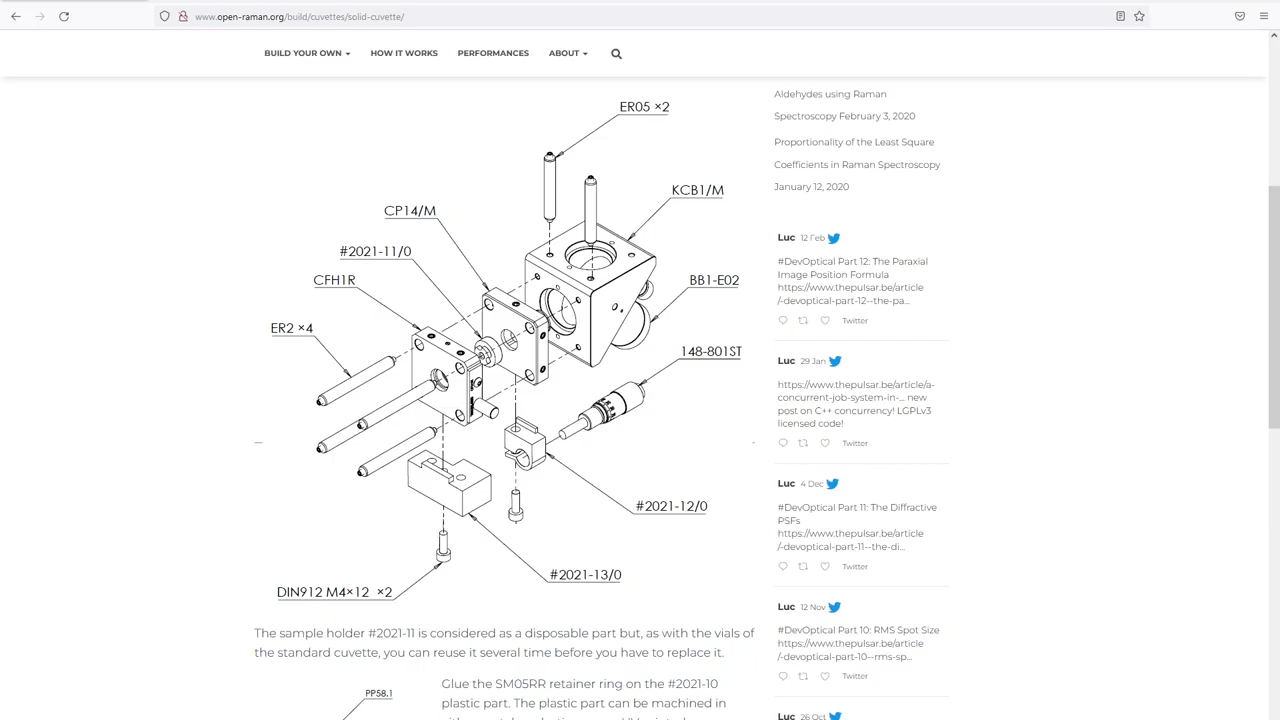 www.open-raman.org/build/cuvettes/solid-cuvette/
BUILD YOUR OWN
HOW IT WORKS
PERFORMANCES
ABOUT
ER05 ×2
KCB1/M
CP14/M
#2021-11/0
CFH1R
BB1-E02
ER2 ×4
148-801ST
#2021-12/0
#2021-13/0
DIN912 M4×12 ×2
The sample holder #2021-11 is considered as a disposable part but, as with the vials of
the standard cuvette, you can reuse it several time before you have to replace it.
PP58.1
Glue the SM05RR retainer ring on the #2021-10
plastic part. The plastic part can be machined in
Aldehydes using Raman
Spectroscopy February 3, 2020
Proportionality of the Least Square
Coefficients in Raman Spectroscopy
January 12, 2020
Luc 12 Feb
#DevOptical Part 12: The Paraxial
Image Position Formula
https://www.thepulsar.be/article
/-devoptical-part-12--the-pa...
Twitter
Luc 29 Jan
https://www.thepulsar.be/article/a-
concurrent-job-system-in-... new
post on C++ concurrency! LGPLv3
licensed code!
Twitter
Luc 4 Dec
#DevOptical Part 11: The Diffractive
PSFs
https://www.thepulsar.be/article
/-devoptical-part-11--the-di...
Twitter
Luc 12 Nov
#DevOptical Part 10: RMS Spot Size
https://www.thepulsar.be/article
/-devoptical-part-10--rms-sp...
Twitter
Luc 26 Oct